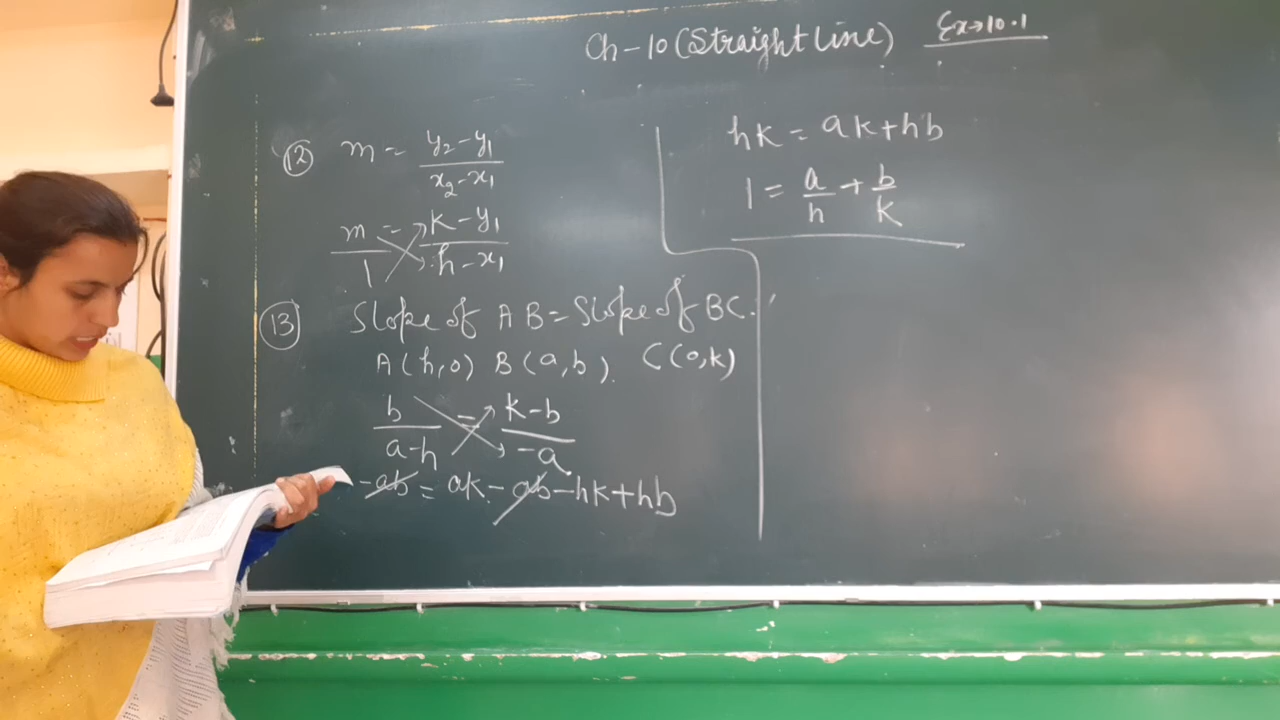 Ch-10 (Straight Line) Ex→10.1
(12) m = y₂-y₁ / x₂-x₁
m/1 = k-y₁ / h-x₁
(13) Slope of AB = Slope of BC.
A(h,0) B(a,b). C(0,k)
b / a-h = k-b / -a
-ab = ak - ab - hk + hb
hk = ak + hb
1 = a/h + b/k